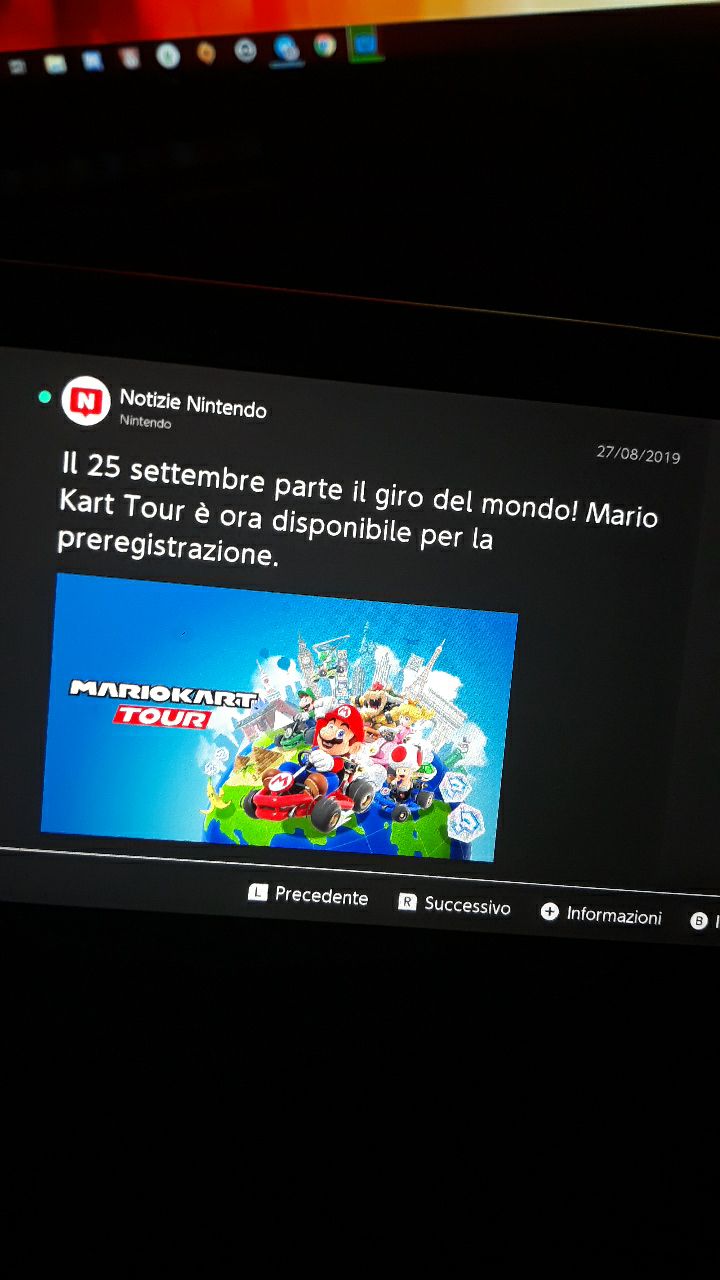 Notizie Nintendo
Nintendo
27/08/2019
Il 25 settembre parte il giro del mondo! Mario
Kart Tour è ora disponibile per la
preregistrazione.
MARIOKART
TOUR
L Precedente R Successivo + Informazioni B